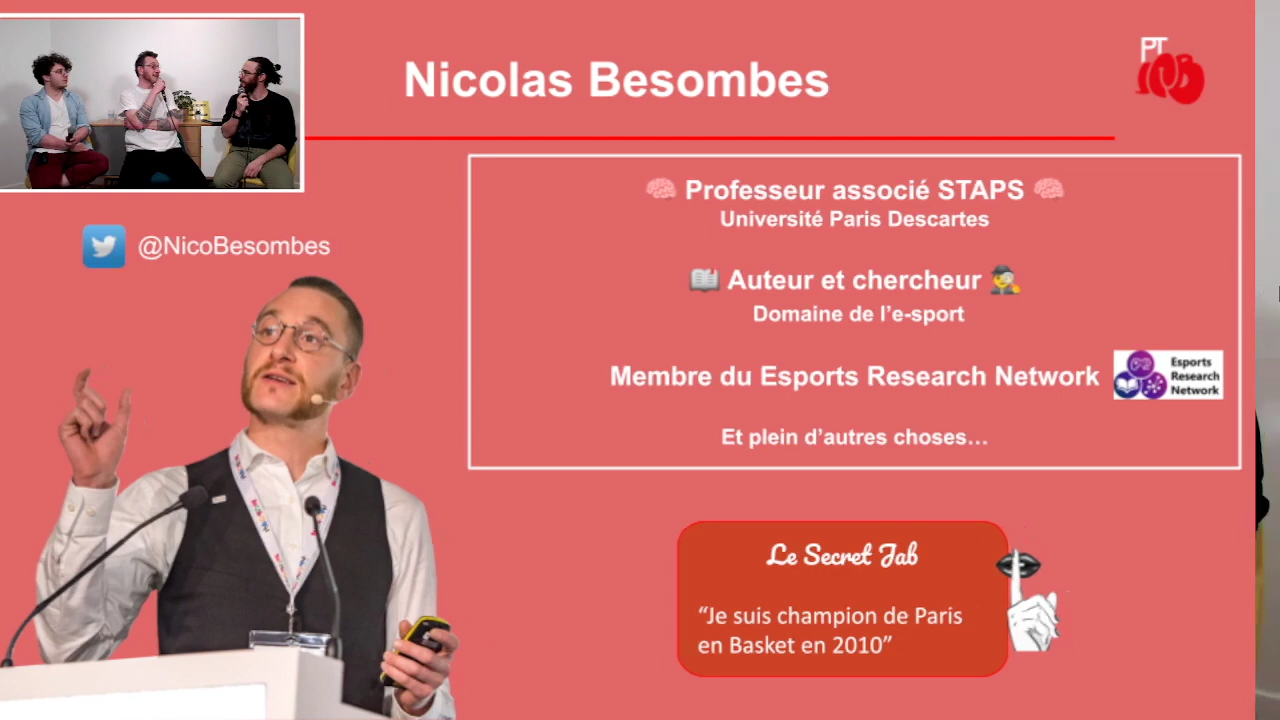 Nicolas Besombes
PT
@NicoBesombes
🧠 Professeur associé STAPS 🧠
Université Paris Descartes
📖 Auteur et chercheur 🕵
Domaine de l’e-sport
Membre du Esports Research Network
Esports
Research
Network
Et plein d’autres choses…
Le Secret Jab
“Je suis champion de Paris
en Basket en 2010”